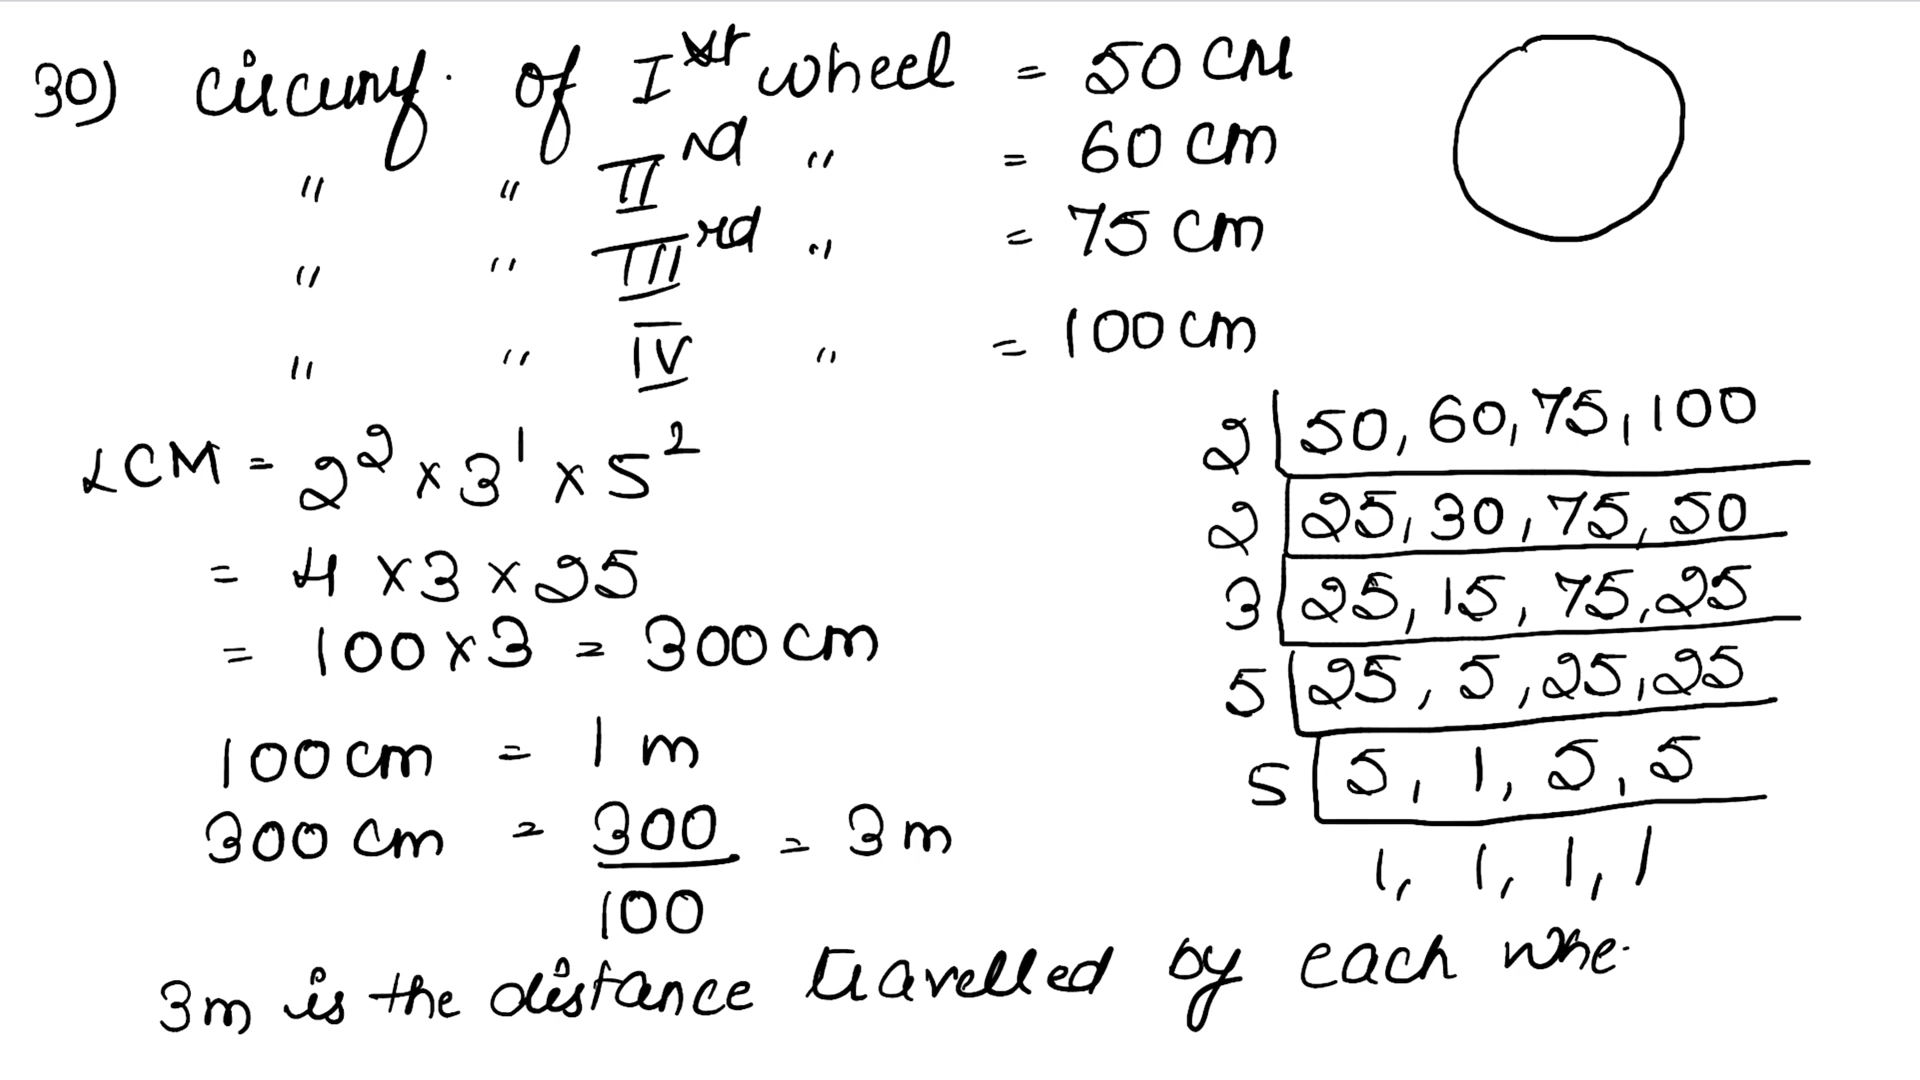 30) circumf. of Ist wheel = 50 cm
" " IInd " = 60 cm
" " IIIrd " = 75 cm
" " IV " = 100 cm
LCM = 2² x 3¹ x 5²
= 4 x 3 x 25
= 100 x 3 = 300 cm
100 cm = 1 m
300 cm = 300/100 = 3 m
2 | 50, 60, 75, 100
2 | 25, 30, 75, 50
3 | 25, 15, 75, 25
5 | 25, 5, 25, 25
5 | 5, 1, 5, 5
1, 1, 1, 1
3m is the distance travelled by each whe.